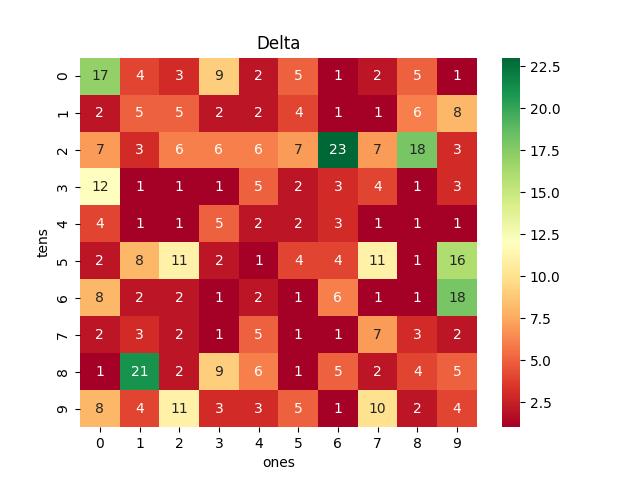 Delta
0 17 4 3 9 2 5 1 2 5 1
1 2 5 5 2 2 4 1 1 6 8
2 7 3 6 6 6 7 23 7 18 3
3 12 1 1 1 5 2 3 4 1 3
4 4 1 1 5 2 2 3 1 1 1
5 2 8 11 2 1 4 4 11 1 16
6 8 2 2 1 2 1 6 1 1 18
7 2 3 2 1 5 1 1 7 3 2
8 1 21 2 9 6 1 5 2 4 5
9 8 4 11 3 3 5 1 10 2 4
0 1 2 3 4 5 6 7 8 9
ones
tens
22.5
20.0
17.5
15.0
12.5
10.0
7.5
5.0
2.5